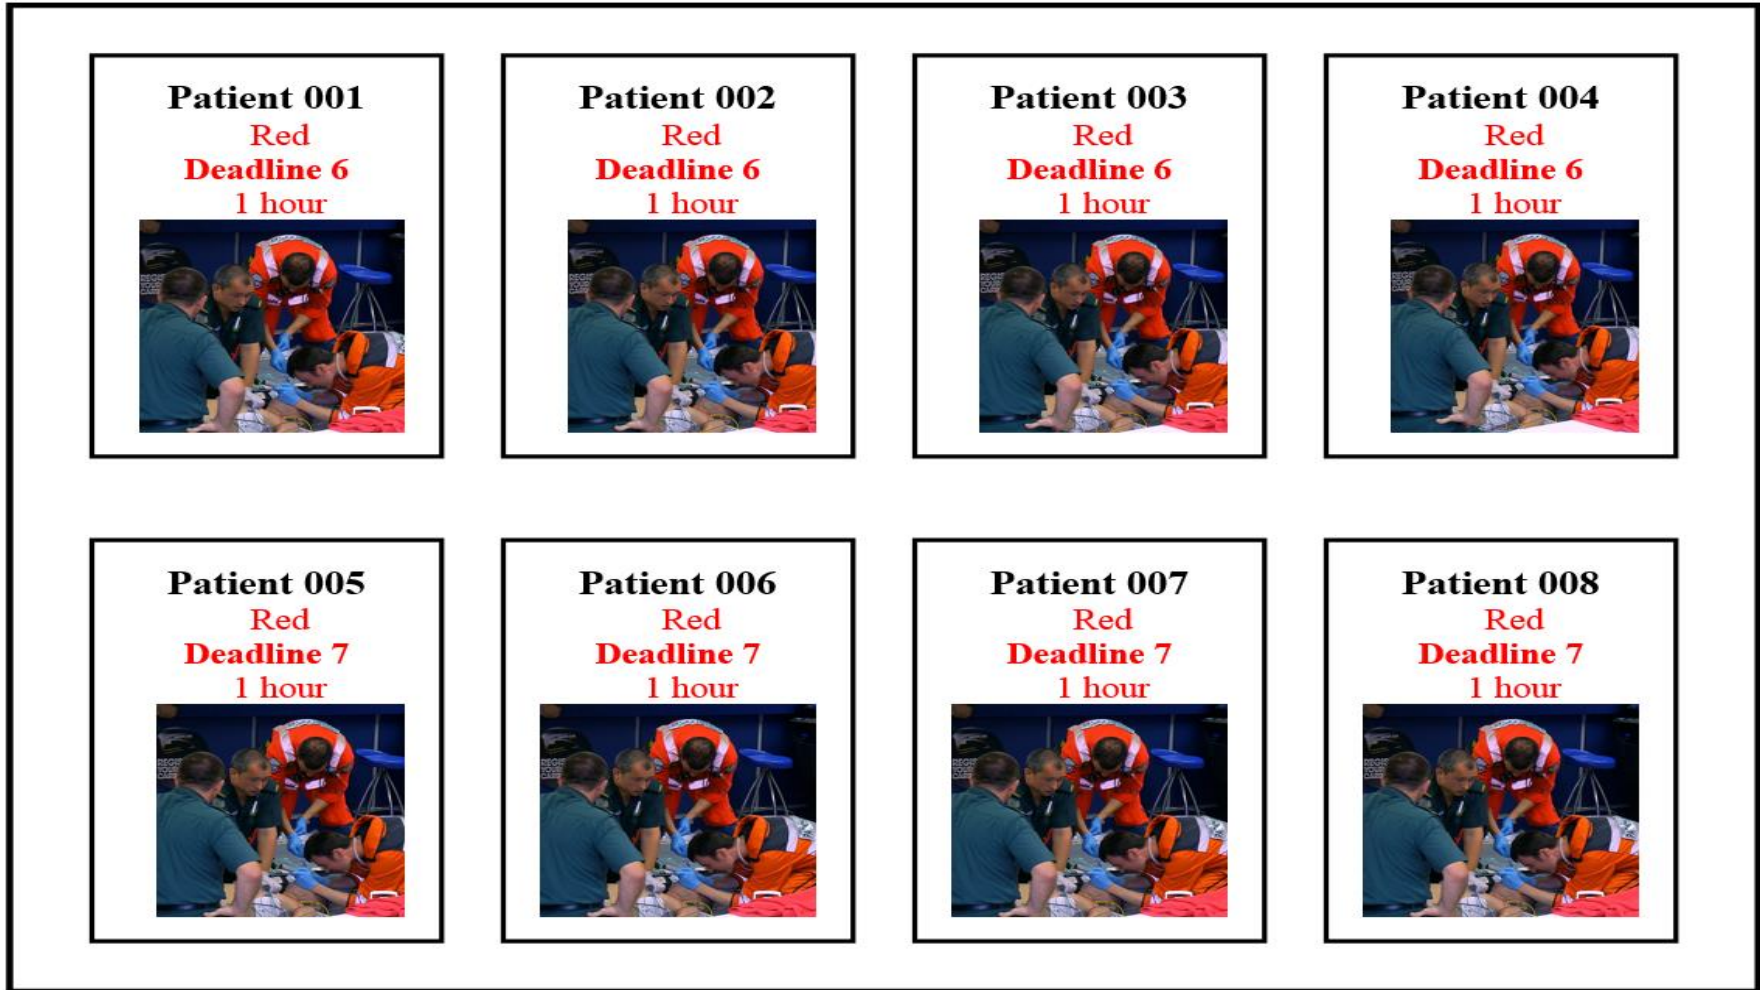 Patient 001
Red
Deadline 6
1 hour
Patient 002
Red
Deadline 6
1 hour
Patient 003
Red
Deadline 6
1 hour
Patient 004
Red
Deadline 6
1 hour
Patient 005
Red
Deadline 7
1 hour
Patient 006
Red
Deadline 7
1 hour
Patient 007
Red
Deadline 7
1 hour
Patient 008
Red
Deadline 7
1 hour